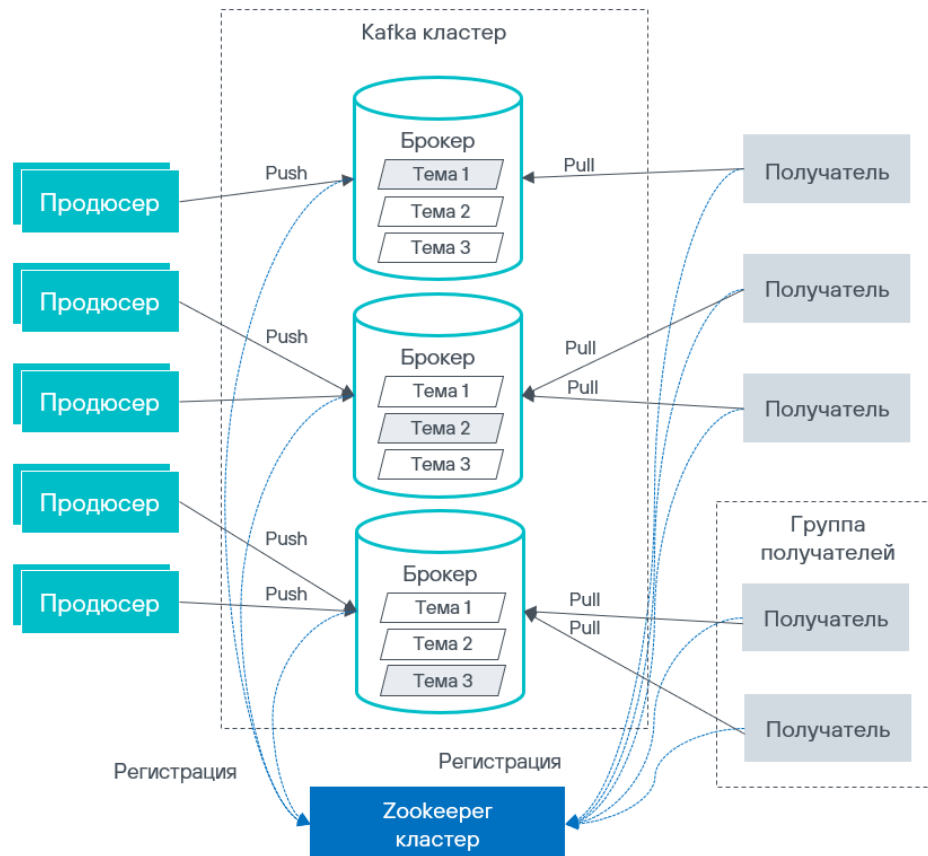 Kafka кластер
Брокер
Тема 1
Тема 2
Тема 3
Push
Pull
Продюсер
Получатель
Продюсер
Получатель
Push
Pull
Брокер
Тема 1
Тема 2
Тема 3
Pull
Продюсер
Получатель
Продюсер
Push
Группа
получателей
Брокер
Тема 1
Тема 2
Тема 3
Продюсер
Push
Pull
Pull
Получатель
Получатель
Регистрация
Регистрация
Zookeeper
кластер